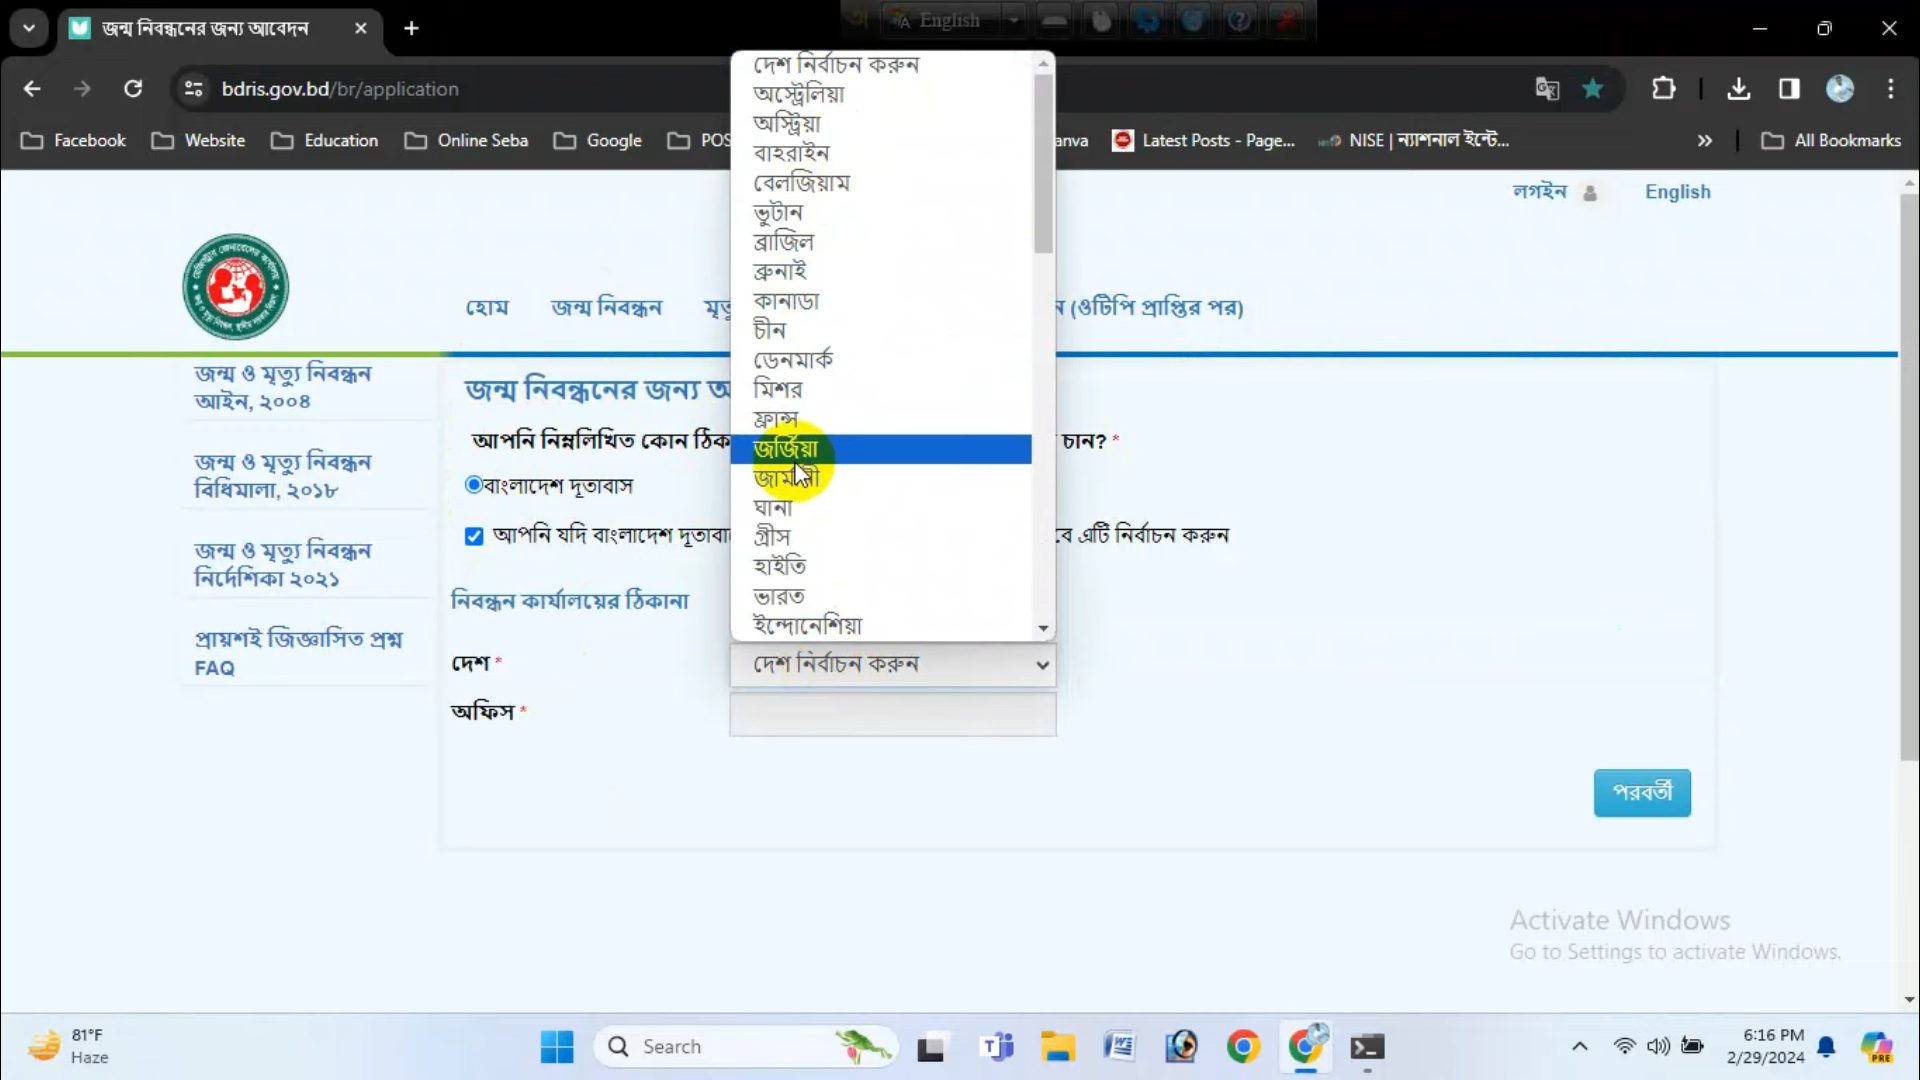 জন্ম নিবন্ধনের জন্য আবেদন
English
bdris.gov.bd/br/application
Facebook
Website
Education
Online Seba
Google
POS
anva
Latest Posts - Page...
NISE | ন্যাশনাল ইন্টে...
All Bookmarks
লগইন
English
হোম
জন্ম নিবন্ধন
মৃত্যু
ন (ওটিপি প্রাপ্তির পর)
জন্ম ও মৃত্যু নিবন্ধন
আইন, ২০০৪
জন্ম ও মৃত্যু নিবন্ধন
বিধিমালা, ২০১৮
জন্ম ও মৃত্যু নিবন্ধন
নির্দেশিকা ২০২১
প্রায়শই জিজ্ঞাসিত প্রশ্ন
FAQ
জন্ম নিবন্ধনের জন্য আ
আপনি নিম্নলিখিত কোন ঠিক
চান? *
বাংলাদেশ দূতাবাস
আপনি যদি বাংলাদেশ দূতাবা
বে এটি নির্বাচন করুন
নিবন্ধন কার্যালয়ের ঠিকানা
দেশ নির্বাচন করুন
অস্ট্রেলিয়া
অস্ট্রিয়া
বাহরাইন
বেলজিয়াম
ভুটান
ব্রাজিল
ব্রুনাই
কানাডা
চীন
ডেনমার্ক
মিশর
ফ্রান্স
জর্জিয়া
জার্মানী
ঘানা
গ্রীস
হাইতি
ভারত
ইন্দোনেশিয়া
দেশ *
দেশ নির্বাচন করুন
অফিস *
পরবর্তী
Activate Windows
Go to Settings to activate Windows.
81°F
Haze
Search
6:16 PM
2/29/2024
PRE